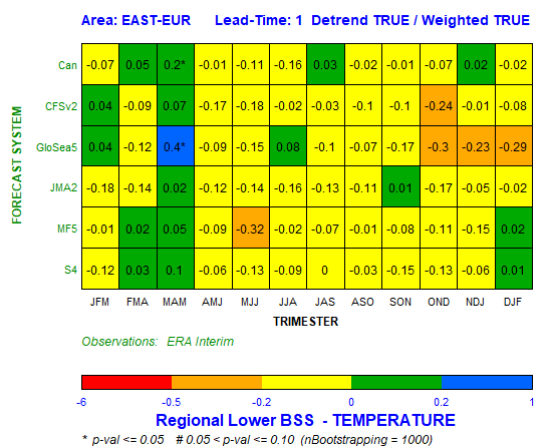 Area: EAST-EUR Lead-Time: 1 Detrend TRUE / Weighted TRUE
FORECAST SYSTEM
Can -0.07 0.05 0.2* -0.01 -0.11 -0.16 0.03 -0.02 -0.01 -0.07 0.02 -0.02
CFSv2 0.04 -0.09 0.07 -0.17 -0.18 -0.02 -0.03 -0.1 -0.1 -0.24 -0.01 -0.08
GloSea5 0.04 -0.12 0.4* -0.09 -0.15 0.08 -0.1 -0.07 -0.17 -0.3 -0.23 -0.29
JMA2 -0.18 -0.14 0.02 -0.12 -0.14 -0.16 -0.13 -0.11 0.01 -0.17 -0.05 -0.02
MF5 -0.01 0.02 0.05 -0.09 -0.32 -0.02 -0.07 -0.01 -0.08 -0.11 -0.15 0.02
S4 -0.12 0.03 0.1 -0.06 -0.13 -0.09 0 -0.03 -0.15 -0.13 -0.06 0.01
JFM FMA MAM AMJ MJJ JJA JAS ASO SON OND NDJ DJF
TRIMESTER
Observations: ERA Interim
-6 -0.5 -0.2 0 0.2 1
Regional Lower BSS - TEMPERATURE
* p-val <= 0.05 # 0.05 < p-val <= 0.10 (nBootstrapping = 1000)